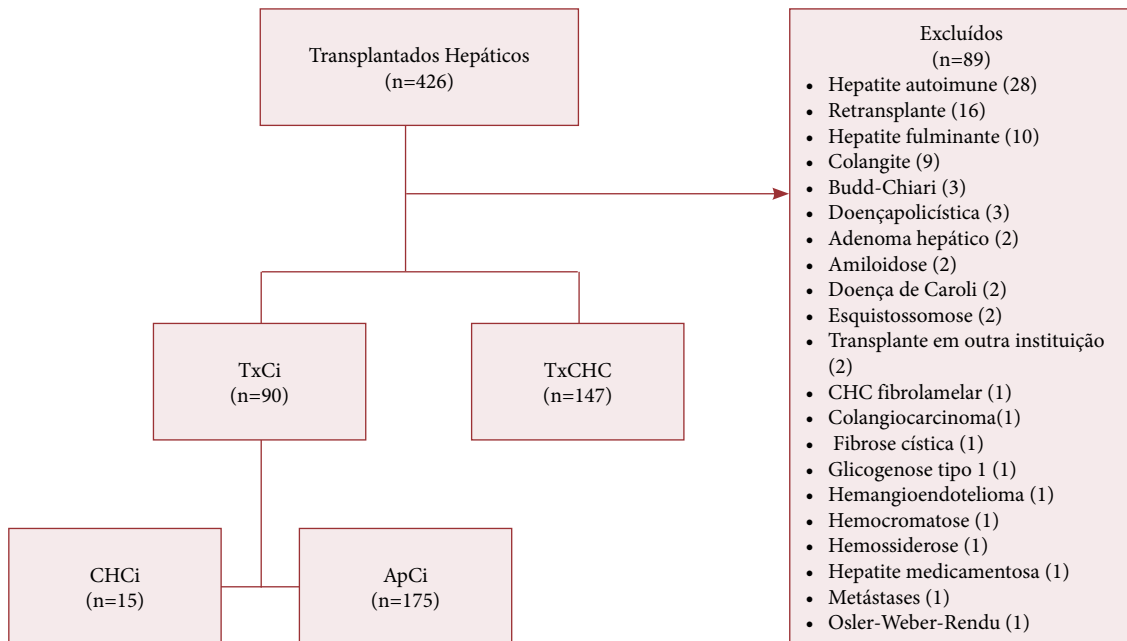 Transplantados Hepáticos
(n=426)
Excluídos
(n=89)
• Hepatite autoimune (28)
• Retransplante (16)
• Hepatite fulminante (10)
• Colangite (9)
• Budd-Chiari (3)
• Doençapolicística (3)
• Adenoma hepático (2)
• Amiloidose (2)
• Doença de Caroli (2)
• Esquistossomose (2)
• Transplante em outra instituição
(2)
• CHC fibrolamelar (1)
• Colangiocarcinoma(1)
• Fibrose cística (1)
• Glicogenose tipo 1 (1)
• Hemangioendotelioma (1)
• Hemocromatose (1)
• Hemossiderose (1)
• Hepatite medicamentosa (1)
• Metástases (1)
• Osler-Weber-Rendu (1)
TxCi
(n=90)
TxCHC
(n=147)
CHCi
(n=15)
ApCi
(n=175)